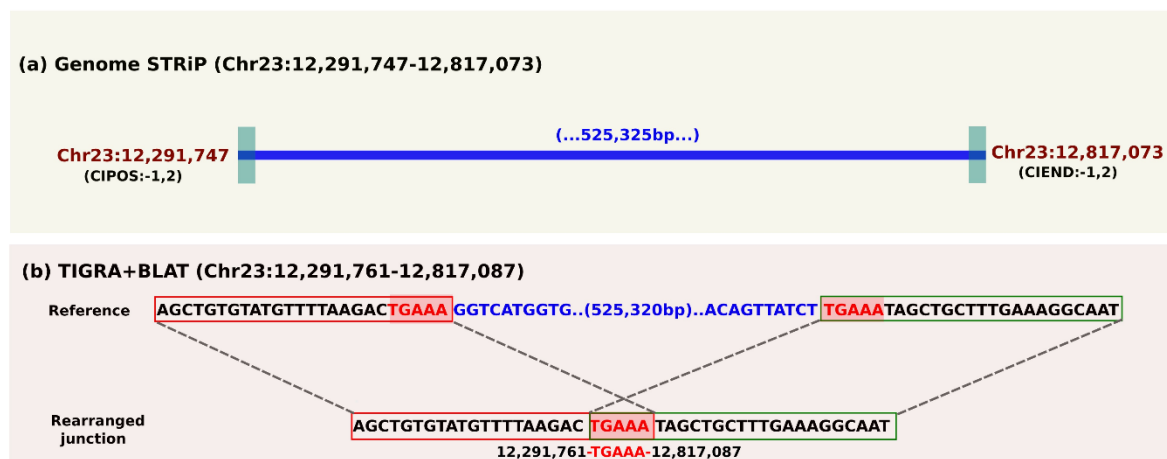 (a) Genome STRiP (Chr23:12,291,747-12,817,073)
(...525,325bp...)
Chr23:12,291,747
(CIPOS:-1,2)
Chr23:12,817,073
(CIEND:-1,2)
(b) TIGRA+BLAT (Chr23:12,291,761-12,817,087)
Reference AGCTGTGTATGTTTTAAGACTGAAA GGTCATGGTG..(525,320bp)..ACAGTTATCT TGAAATAGCTGCTTTGAAAGGCAAT
Rearranged
junction
AGCTGTGTATGTTTTAAGAC TGAAA TAGCTGCTTTGAAAGGCAAT
12,291,761-TGAAA-12,817,087